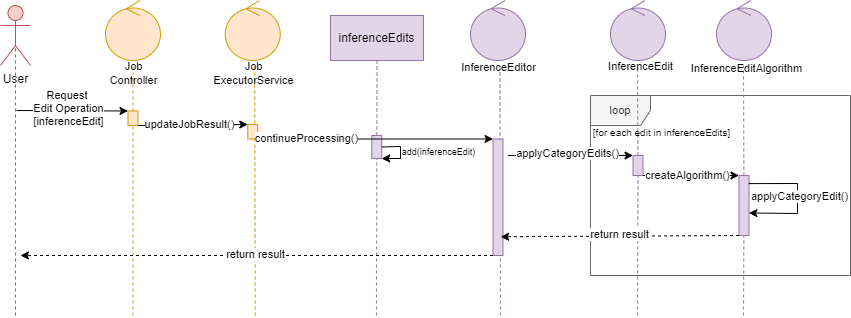 User
Job
Controller
Job
ExecutorService
inferenceEdits
InferenceEditor
InferenceEdit
InferenceEditAlgorithm
Request
Edit Operation
[inferenceEdit]
updateJobResult()
continueProcessing()
add(inferenceEdit)
loop
[for each edit in inferenceEdits]
applyCategoryEdits()
createAlgorithm()
applyCategoryEdit()
return result
return result